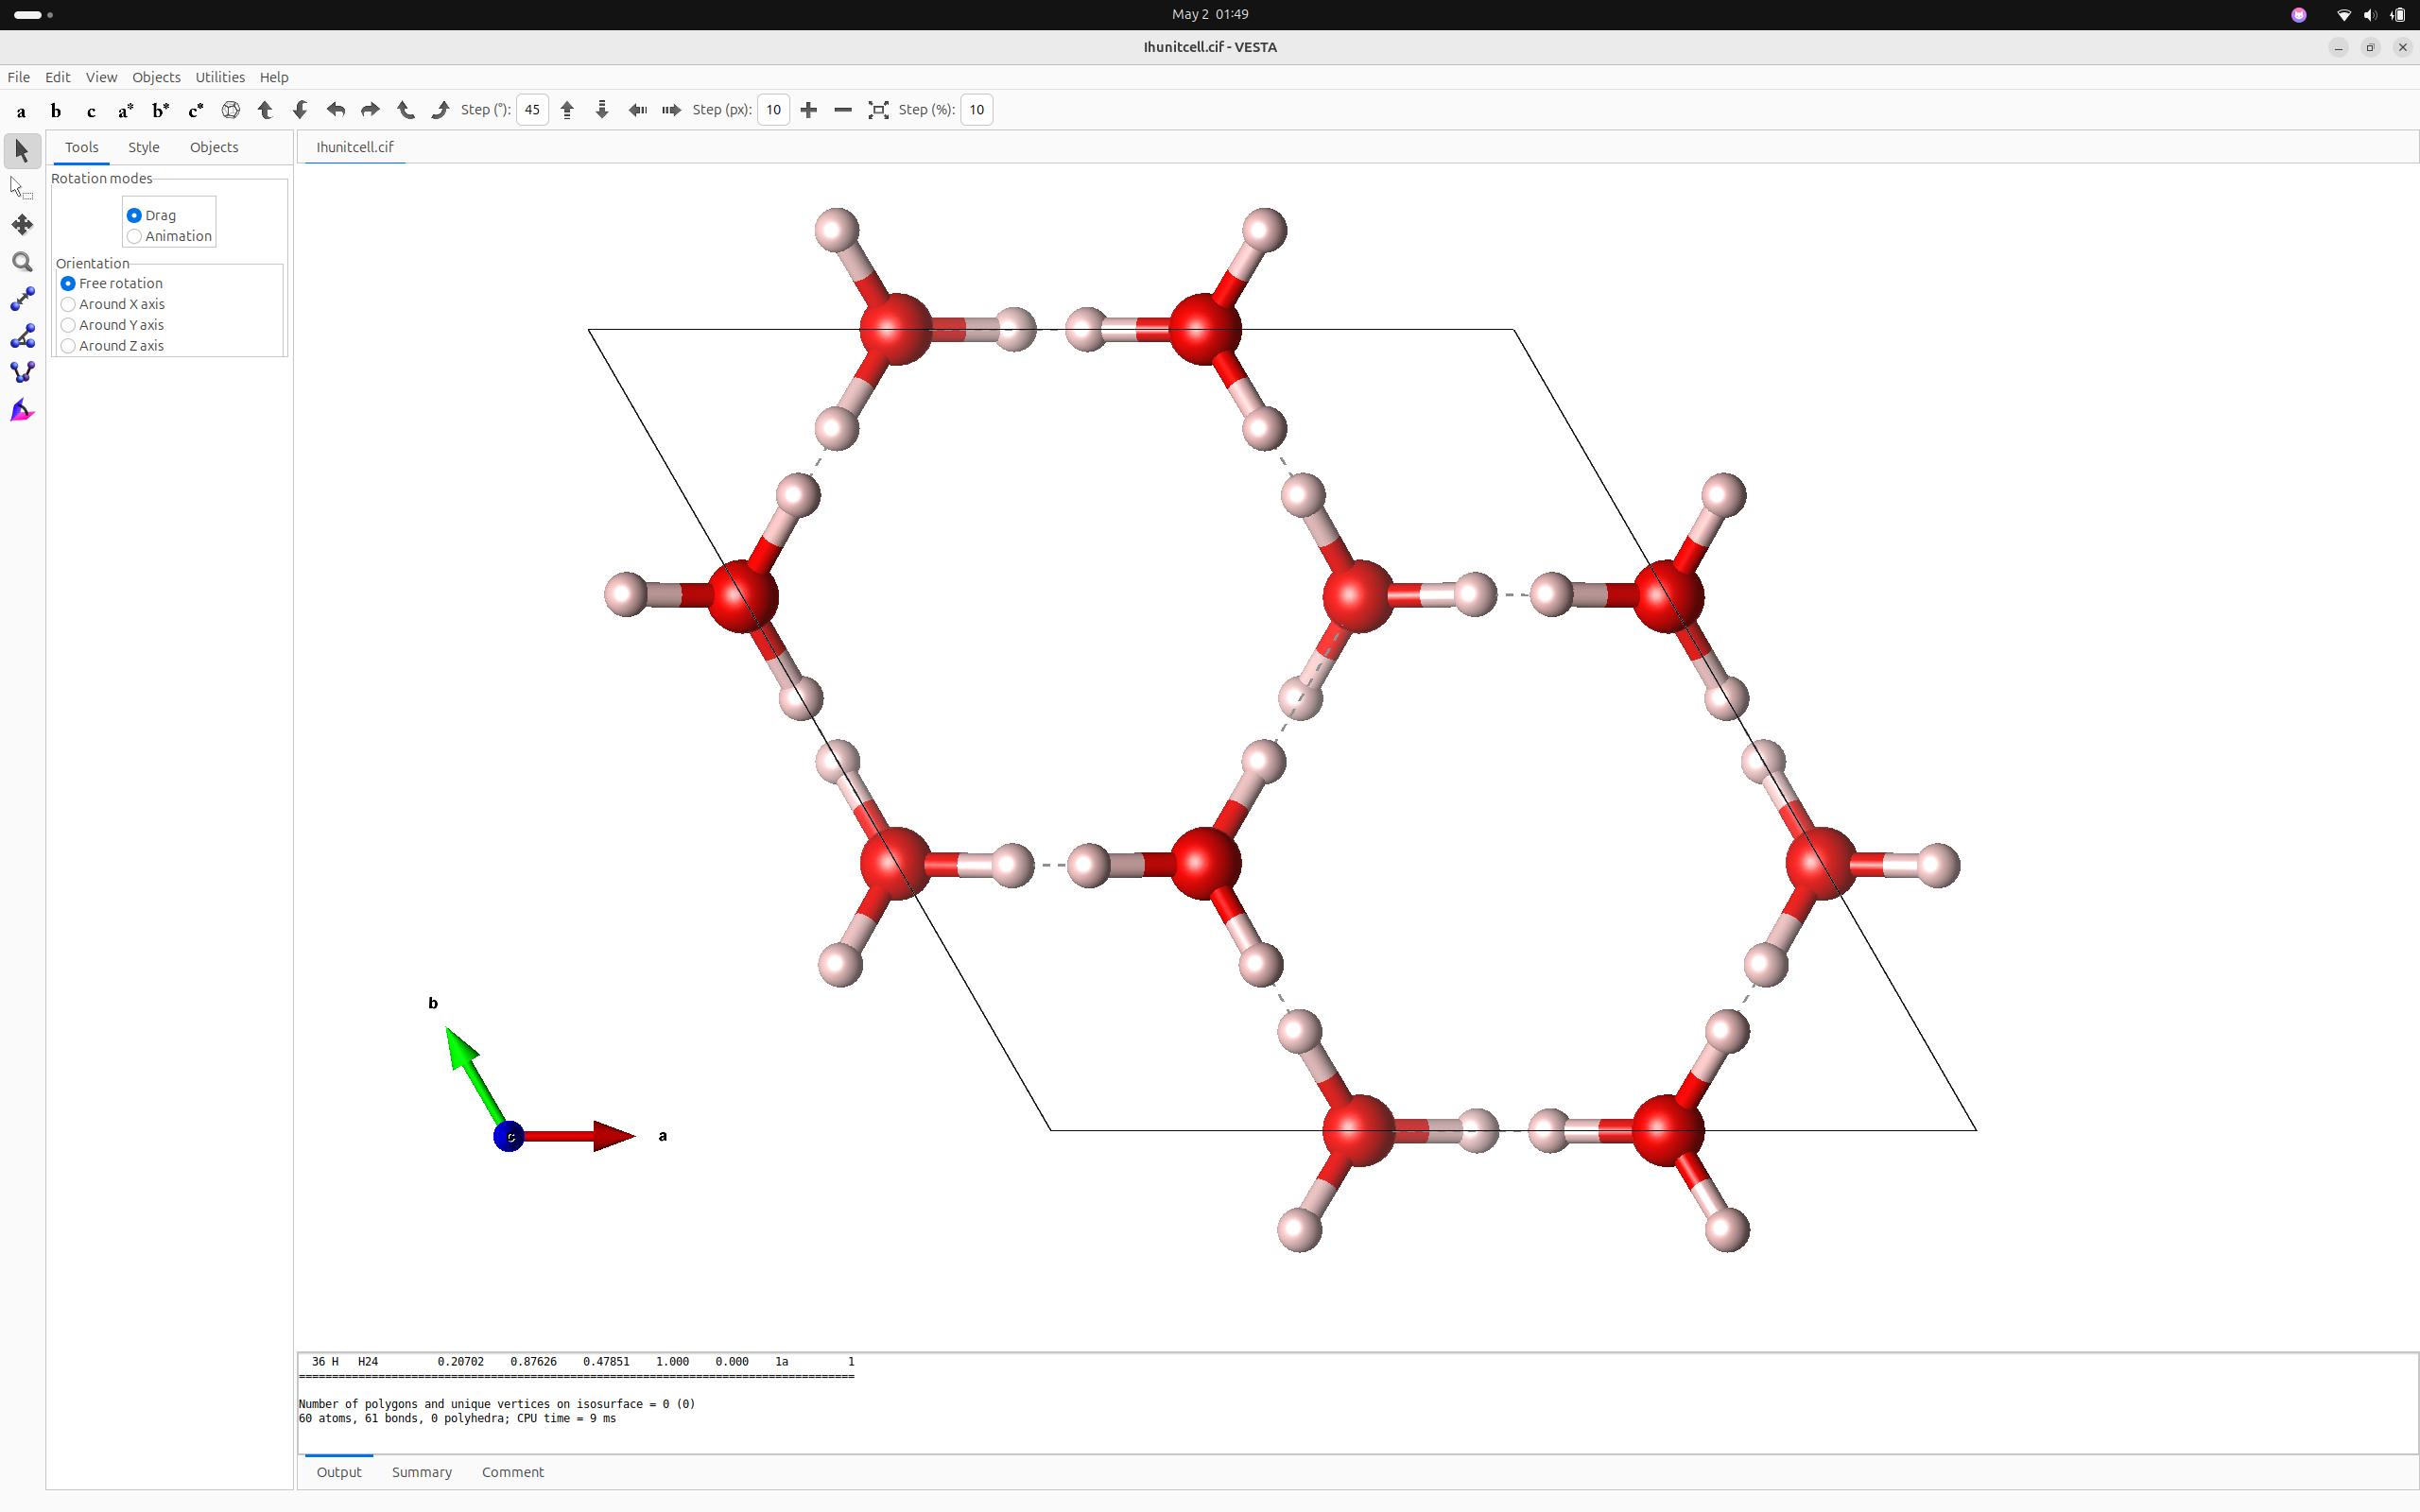 May 2 01:49
Ihunitcell.cif - VESTA
File Edit View Objects Utilities Help
a b c a* b* c* Step (°): 45 Step (px): 10 Step (%): 10
Tools Style Objects
Ihunitcell.cif
Rotation modes
Drag
Animation
Orientation
Free rotation
Around X axis
Around Y axis
Around Z axis
b
c
a
36 H H24 0.20702 0.87626 0.47851 1.000 0.000 1a 1
====================================================================================
Number of polygons and unique vertices on isosurface = 0 (0)
60 atoms, 61 bonds, 0 polyhedra; CPU time = 9 ms
Output Summary Comment